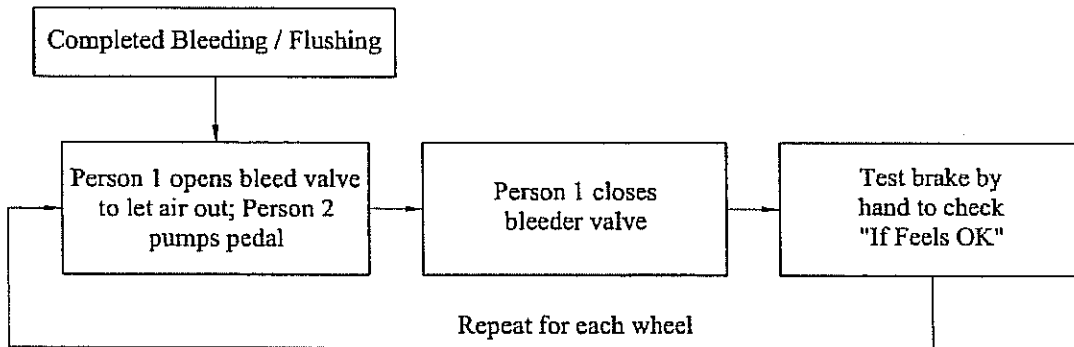 Completed Bleeding / Flushing
Person 1 opens bleed valve
to let air out; Person 2
pumps pedal
Person 1 closes
bleeder valve
Test brake by
hand to check
"If Feels OK"
Repeat for each wheel